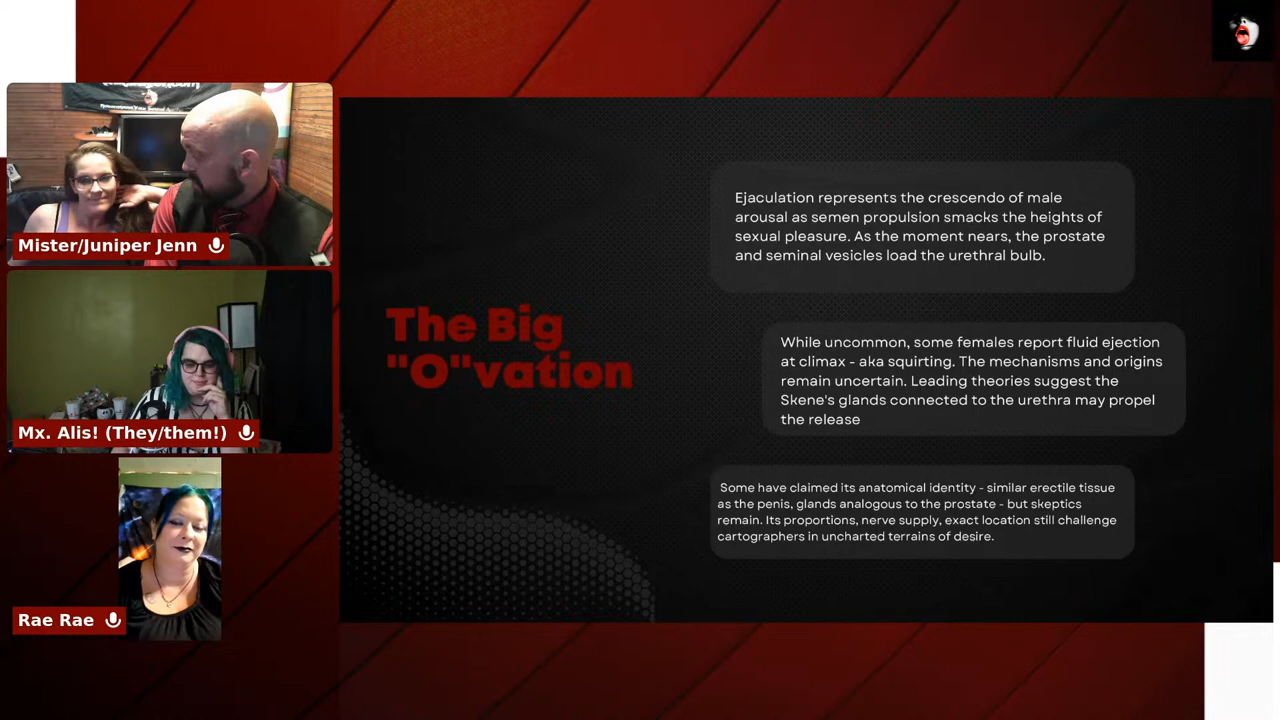 Mister/Juniper Jenn
Mx. Alis! (They/them!)
Rae Rae
The Big
"O"vation
Ejaculation represents the crescendo of male
arousal as semen propulsion smacks the heights of
sexual pleasure. As the moment nears, the prostate
and seminal vesicles load the urethral bulb.
While uncommon, some females report fluid ejection
at climax - aka squirting. The mechanisms and origins
remain uncertain. Leading theories suggest the
Skene's glands connected to the urethra may propel
the release
Some have claimed its anatomical identity - similar erectile tissue
as the penis, glands analogous to the prostate - but skeptics
remain. Its proportions, nerve supply, exact location still challenge
cartographers in uncharted terrains of desire.